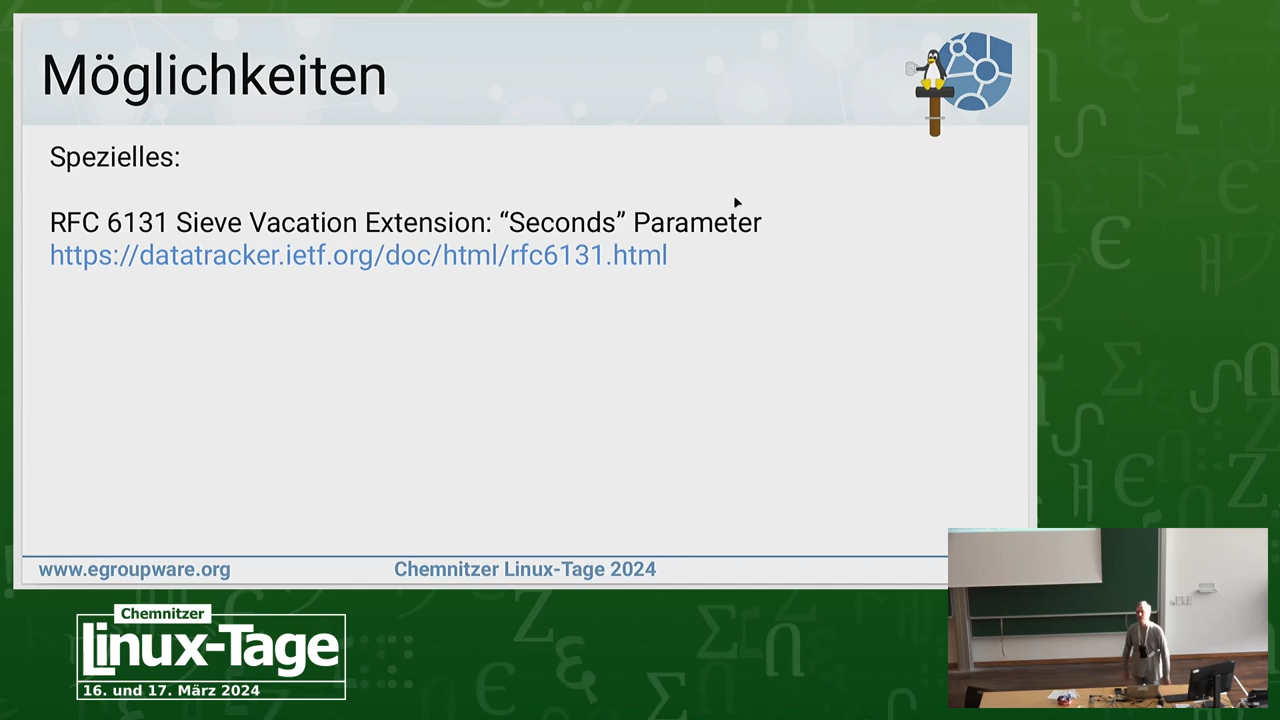 Möglichkeiten
Spezielles:
RFC 6131 Sieve Vacation Extension: “Seconds” Parameter
https://datatracker.ietf.org/doc/html/rfc6131.html
www.egroupware.org
Chemnitzer Linux-Tage 2024
Chemnitzer
Linux-Tage
16. und 17. März 2024